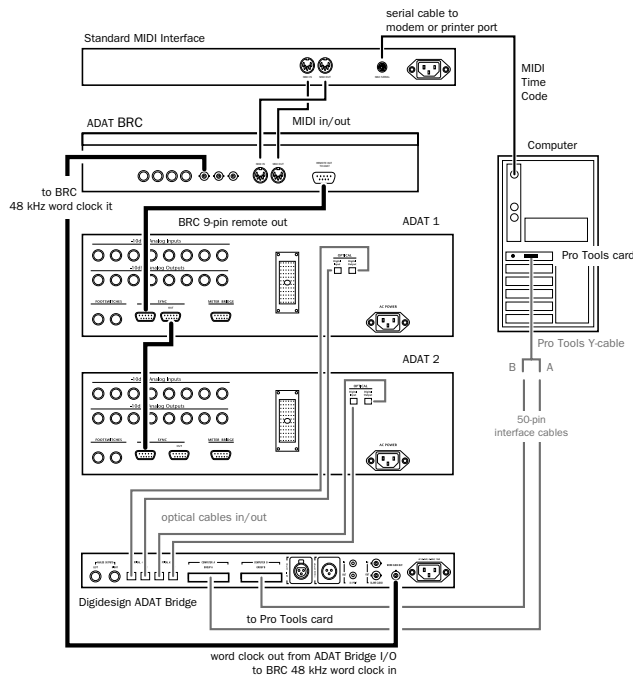 serial cable to
modem or printer port
Standard MIDI Interface
MIDI
Time
Code
ADAT BRC
MIDI in/out
Computer
to BRC
48 kHz word clock it
BRC 9-pin remote out
ADAT 1
Analog Inputs
Analog Outputs
OPTICAL
Pro Tools card
FOOTSWITCHES
SYNC
OUT
METER BRIDGE
AC POWER
Pro Tools Y-cable
ADAT 2
B
A
Analog Inputs
Analog Outputs
OPTICAL
50-pin
interface cables
FOOTSWITCHES
SYNC
OUT
METER BRIDGE
AC POWER
optical cables in/out
Digidesign ADAT Bridge
to Pro Tools card
word clock out from ADAT Bridge I/O
to BRC 48 kHz word clock in